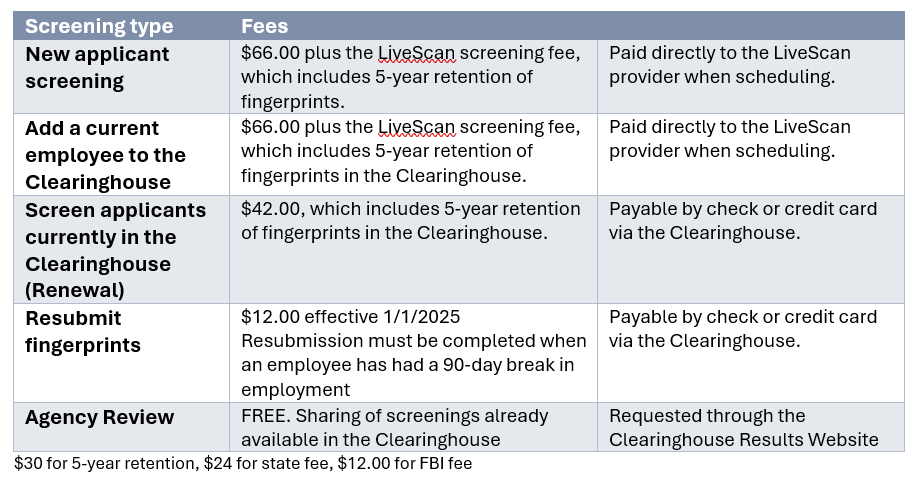 Screening type Fees
New applicant screening
$66.00 plus the LiveScan screening fee,
which includes 5-year retention of
fingerprints.
Paid directly to the LiveScan
provider when scheduling.
Add a current
employee to the
Clearinghouse
$66.00 plus the LiveScan screening fee,
which includes 5-year retention of
fingerprints in the Clearinghouse.
Paid directly to the LiveScan
provider when scheduling.
Screen applicants
currently in the
Clearinghouse
(Renewal)
$42.00, which includes 5-year retention
of fingerprints in the Clearinghouse.
Payable by check or credit card
via the Clearinghouse.
Resubmit
fingerprints
$12.00 effective 1/1/2025
Resubmission must be completed when
an employee has had a 90-day break in
employment
Payable by check or credit card
via the Clearinghouse.
Agency Review
FREE. Sharing of screenings already
available in the Clearinghouse
Requested through the
Clearinghouse Results Website
$30 for 5-year retention, $24 for state fee, $12.00 for FBI fee